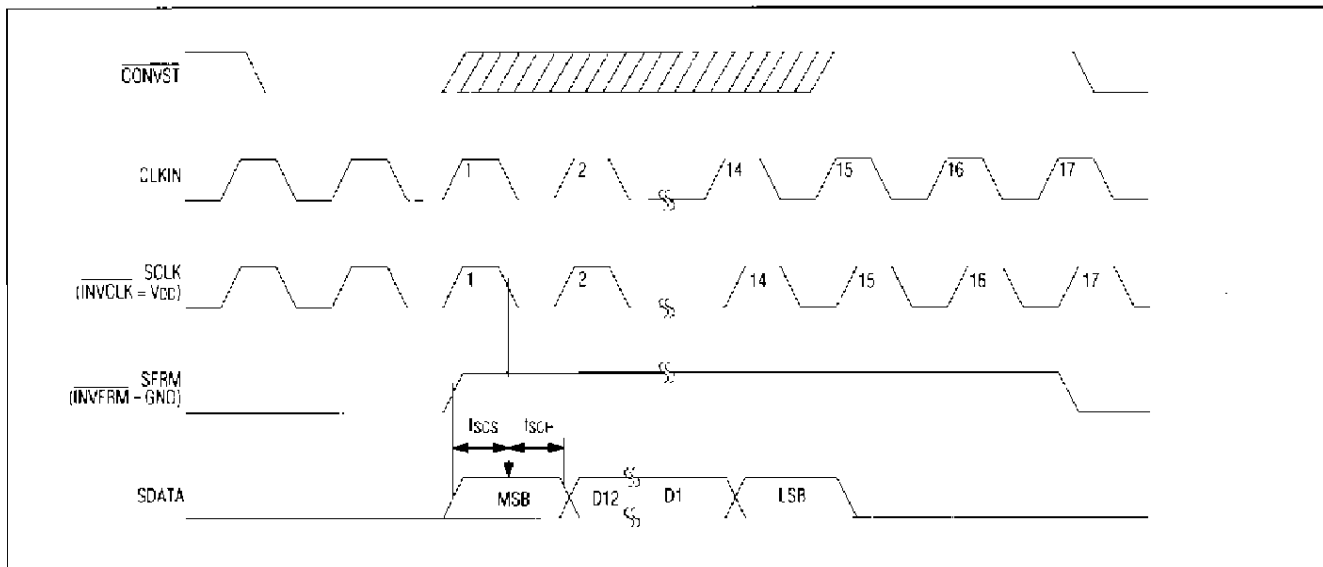 CONVST
CLKIN
1 2 14 15 16 17
SCLK
(INVCLK = VDD)
1 2 14 15 16 17
SFRM
(INVFRM = GND)
tSCS tSCH
SDATA
MSB D12 D1 LSB